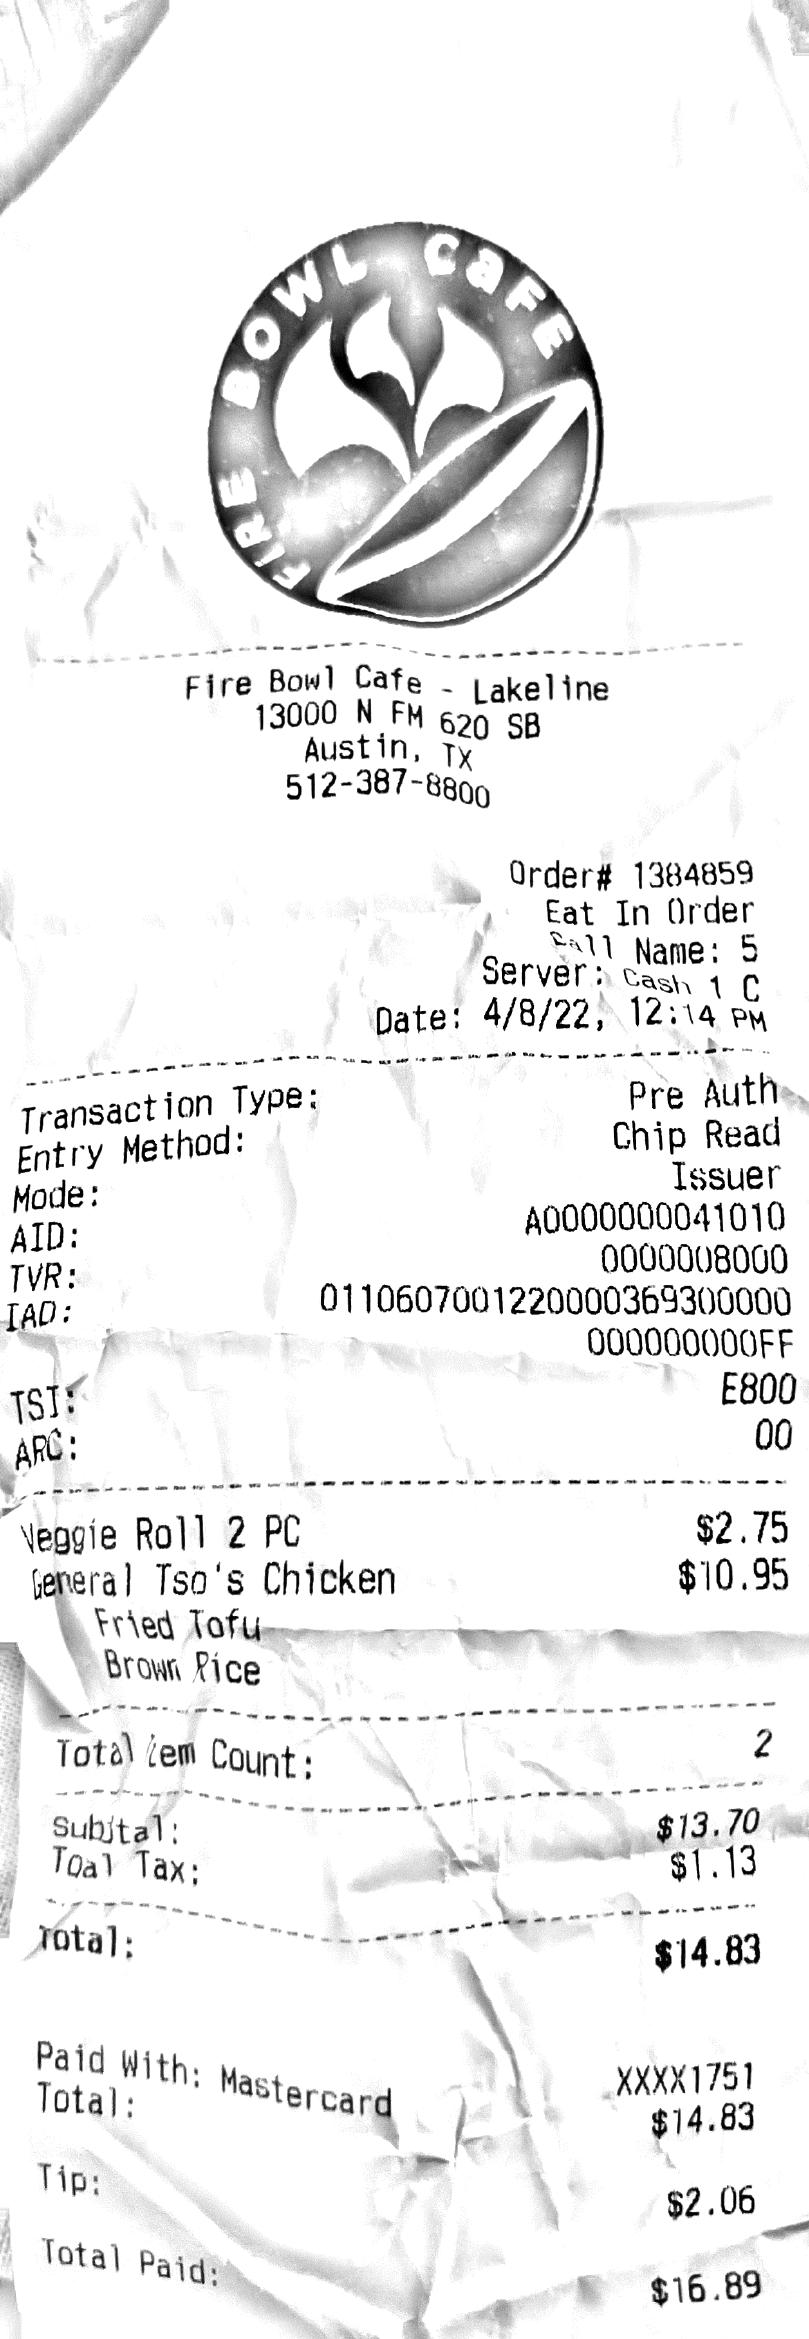 FIRE BOWL CAFE
Fire Bowl Cafe - Lakeline
13000 N FM 620 SB
Austin, TX
512-387-8800
Order# 1384859
Eat In Order
Call Name: 5
Server: Cash 1 C
Date: 4/8/22, 12:14 PM
Transaction Type: Pre Auth
Entry Method: Chip Read
Mode: Issuer
AID: A0000000041010
TVR: 0000008000
IAD: 0110607001220000369300000
000000000FF
TSI: E800
ARC: 00
Veggie Roll 2 PC $2.75
General Tso's Chicken $10.95
Fried Tofu
Brown Rice
Total Item Count: 2
Subtotal: $13.70
Total Tax: $1.13
Total: $14.83
Paid With: Mastercard XXXX1751
Total: $14.83
Tip: $2.06
Total Paid: $16.89